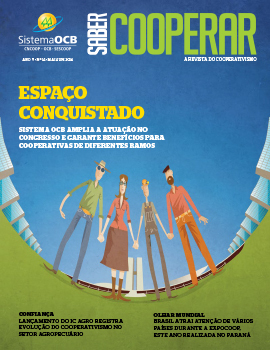 SistemaOCB
CNCOOP - OCB - SESCOOP
SABER
COOPERAR
A REVISTA DO COOPERATIVISMO
ESPAÇO
CONQUISTADO
SISTEMA OCB AMPLIA A ATUAÇÃO NO
CONGRESSO E GARANTE BENEFÍCIOS PARA
COOPERATIVAS DE DIFERENTES RAMOS
CONFIANÇA
LANÇAMENTO DO IC AGRO REGISTRA
EVOLUÇÃO DO COOPERATIVISMO NO
SETOR AGROPECUÁRIO
OLHAR MUNDIAL
BRASIL ATRAI ATENÇÃO DE VÁRIOS
PAÍSES DURANTE A EXPOCOOP,
ESTE ANO REALIZADA NO PARANÁ